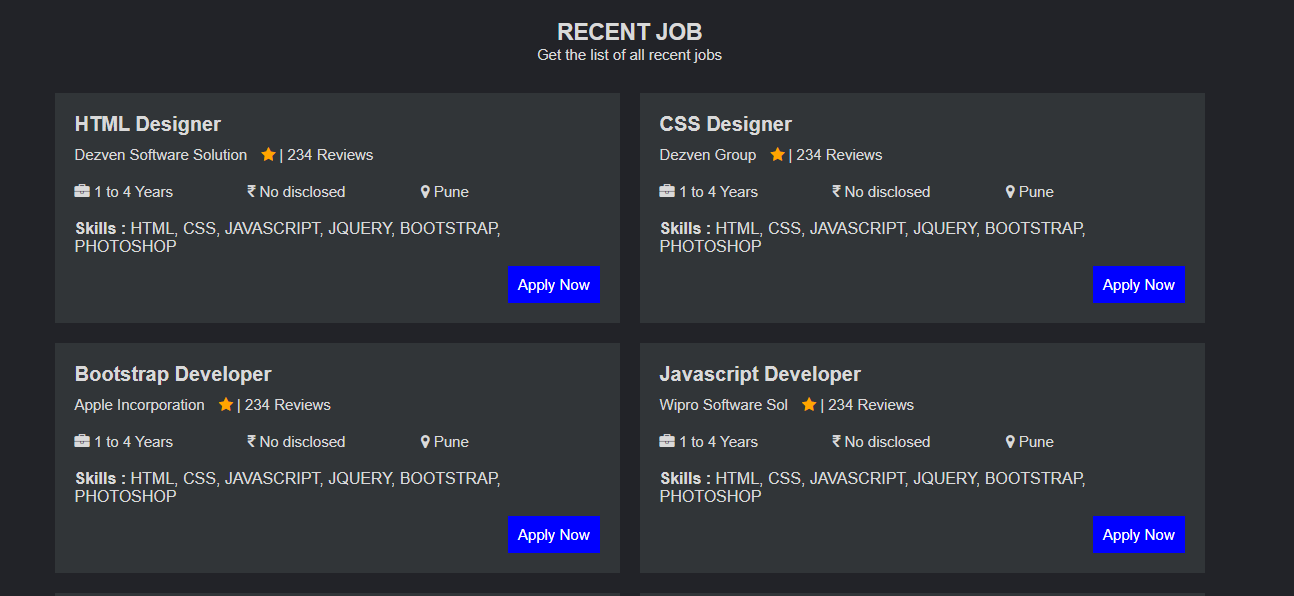 RECENT JOB
Get the list of all recent jobs
HTML Designer
Dezven Software Solution | 234 Reviews
1 to 4 Years ₹ No disclosed Pune
Skills : HTML, CSS, JAVASCRIPT, JQUERY, BOOTSTRAP,
PHOTOSHOP
Apply Now
CSS Designer
Dezven Group | 234 Reviews
1 to 4 Years ₹ No disclosed Pune
Skills : HTML, CSS, JAVASCRIPT, JQUERY, BOOTSTRAP,
PHOTOSHOP
Apply Now
Bootstrap Developer
Apple Incorporation | 234 Reviews
1 to 4 Years ₹ No disclosed Pune
Skills : HTML, CSS, JAVASCRIPT, JQUERY, BOOTSTRAP,
PHOTOSHOP
Apply Now
Javascript Developer
Wipro Software Sol | 234 Reviews
1 to 4 Years ₹ No disclosed Pune
Skills : HTML, CSS, JAVASCRIPT, JQUERY, BOOTSTRAP,
PHOTOSHOP
Apply Now